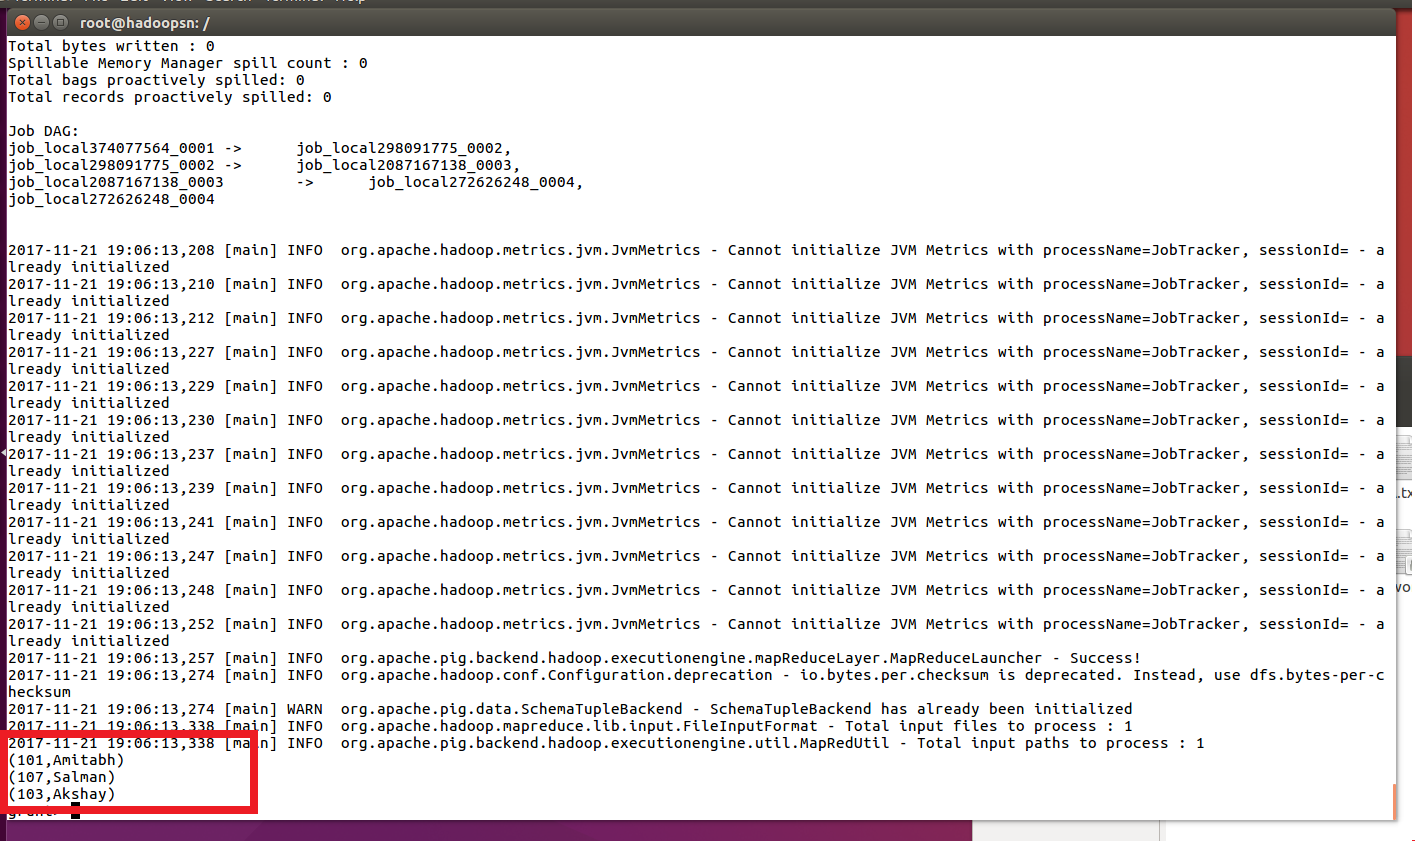 Terminal File Edit View Search Terminal Help
root@hadoopsn: /
Total bytes written : 0
Spillable Memory Manager spill count : 0
Total bags proactively spilled: 0
Total records proactively spilled: 0
Job DAG:
job_local374077564_0001 -> job_local298091775_0002,
job_local298091775_0002 -> job_local2087167138_0003,
job_local2087167138_0003 -> job_local272626248_0004,
job_local272626248_0004
2017-11-21 19:06:13,208 [main] INFO org.apache.hadoop.metrics.jvm.JvmMetrics - Cannot initialize JVM Metrics with processName=JobTracker, sessionId= - a
lready initialized
2017-11-21 19:06:13,210 [main] INFO org.apache.hadoop.metrics.jvm.JvmMetrics - Cannot initialize JVM Metrics with processName=JobTracker, sessionId= - a
lready initialized
2017-11-21 19:06:13,212 [main] INFO org.apache.hadoop.metrics.jvm.JvmMetrics - Cannot initialize JVM Metrics with processName=JobTracker, sessionId= - a
lready initialized
2017-11-21 19:06:13,227 [main] INFO org.apache.hadoop.metrics.jvm.JvmMetrics - Cannot initialize JVM Metrics with processName=JobTracker, sessionId= - a
lready initialized
2017-11-21 19:06:13,229 [main] INFO org.apache.hadoop.metrics.jvm.JvmMetrics - Cannot initialize JVM Metrics with processName=JobTracker, sessionId= - a
lready initialized
2017-11-21 19:06:13,230 [main] INFO org.apache.hadoop.metrics.jvm.JvmMetrics - Cannot initialize JVM Metrics with processName=JobTracker, sessionId= - a
lready initialized
2017-11-21 19:06:13,237 [main] INFO org.apache.hadoop.metrics.jvm.JvmMetrics - Cannot initialize JVM Metrics with processName=JobTracker, sessionId= - a
lready initialized
2017-11-21 19:06:13,239 [main] INFO org.apache.hadoop.metrics.jvm.JvmMetrics - Cannot initialize JVM Metrics with processName=JobTracker, sessionId= - a
lready initialized
2017-11-21 19:06:13,241 [main] INFO org.apache.hadoop.metrics.jvm.JvmMetrics - Cannot initialize JVM Metrics with processName=JobTracker, sessionId= - a
lready initialized
2017-11-21 19:06:13,247 [main] INFO org.apache.hadoop.metrics.jvm.JvmMetrics - Cannot initialize JVM Metrics with processName=JobTracker, sessionId= - a
lready initialized
2017-11-21 19:06:13,248 [main] INFO org.apache.hadoop.metrics.jvm.JvmMetrics - Cannot initialize JVM Metrics with processName=JobTracker, sessionId= - a
lready initialized
2017-11-21 19:06:13,252 [main] INFO org.apache.hadoop.metrics.jvm.JvmMetrics - Cannot initialize JVM Metrics with processName=JobTracker, sessionId= - a
lready initialized
2017-11-21 19:06:13,257 [main] INFO org.apache.pig.backend.hadoop.executionengine.mapReduceLayer.MapReduceLauncher - Success!
2017-11-21 19:06:13,274 [main] INFO org.apache.hadoop.conf.Configuration.deprecation - io.bytes.per.checksum is deprecated. Instead, use dfs.bytes-per-c
hecksum
2017-11-21 19:06:13,274 [main] WARN org.apache.pig.data.SchemaTupleBackend - SchemaTupleBackend has already been initialized
2017-11-21 19:06:13,338 [main] INFO org.apache.hadoop.mapreduce.lib.input.FileInputFormat - Total input files to process : 1
2017-11-21 19:06:13,338 [main] INFO org.apache.pig.backend.hadoop.executionengine.util.MapRedUtil - Total input paths to process : 1
(101,Amitabh)
(107,Salman)
(103,Akshay)
grunt>